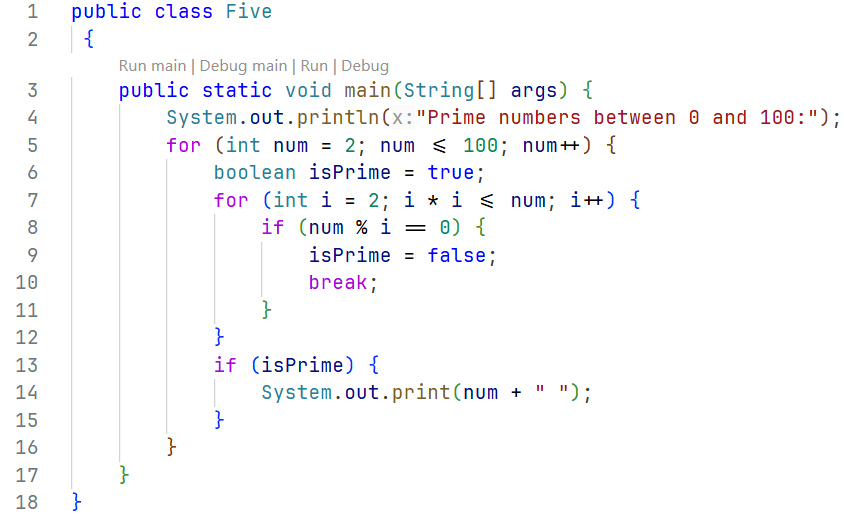 1 public class Five
2 {
Run main | Debug main | Run | Debug
3 public static void main(String[] args) {
4 System.out.println(x:"Prime numbers between 0 and 100:");
5 for (int num = 2; num <= 100; num++) {
6 boolean isPrime = true;
7 for (int i = 2; i * i <= num; i++) {
8 if (num % i == 0) {
9 isPrime = false;
10 break;
11 }
12 }
13 if (isPrime) {
14 System.out.print(num + " ");
15 }
16 }
17 }
18 }